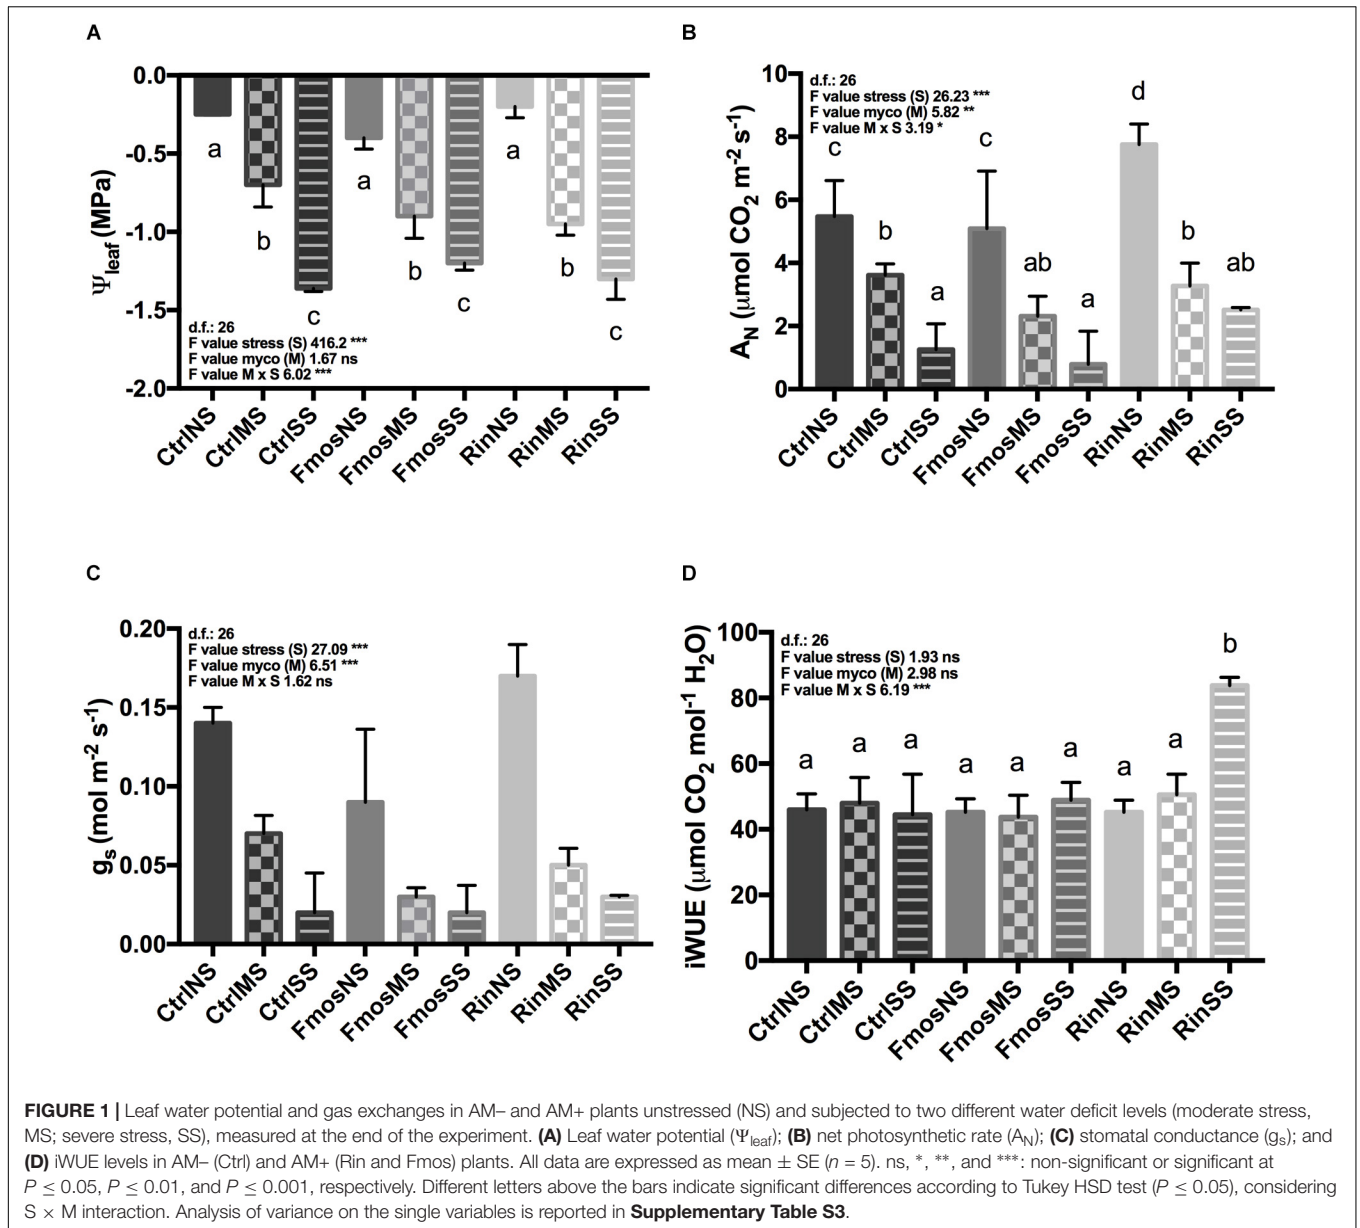 A
0.0
-0.5
-1.0
-1.5
-2.0
Ψleaf (MPa)
a
b
c
a
b
c
a
b
c
d.f.: 26
F value stress (S) 416.2 ***
F value myco (M) 1.67 ns
F value M x S 6.02 ***
CtrlNS
CtrlMS
CtrlSS
FmosNS
FmosMS
FmosSS
RinNS
RinMS
RinSS
B
10
8
6
4
2
0
AN (μmol CO2 m-2 s-1)
d.f.: 26
F value stress (S) 26.23 ***
F value myco (M) 5.82 **
F value M x S 3.19 *
c
b
a
c
ab
a
d
b
ab
CtrlNS
CtrlMS
CtrlSS
FmosNS
FmosMS
FmosSS
RinNS
RinMS
RinSS
C
0.20
0.15
0.10
0.05
0.00
gs (mol m-2 s-1)
d.f.: 26
F value stress (S) 27.09 ***
F value myco (M) 6.51 ***
F value M x S 1.62 ns
CtrlNS
CtrlMS
CtrlSS
FmosNS
FmosMS
FmosSS
RinNS
RinMS
RinSS
D
100
80
60
40
20
0
iWUE (μmol CO2 mol-1 H2O)
d.f.: 26
F value stress (S) 1.93 ns
F value myco (M) 2.98 ns
F value M x S 6.19 ***
a
a
a
a
a
a
a
a
b
CtrlNS
CtrlMS
CtrlSS
FmosNS
FmosMS
FmosSS
RinNS
RinMS
RinSS
FIGURE 1 | Leaf water potential and gas exchanges in AM– and AM+ plants unstressed (NS) and subjected to two different water deficit levels (moderate stress,
MS; severe stress, SS), measured at the end of the experiment. (A) Leaf water potential (Ψleaf); (B) net photosynthetic rate (AN); (C) stomatal conductance (gs); and
(D) iWUE levels in AM– (Ctrl) and AM+ (Rin and Fmos) plants. All data are expressed as mean ± SE (n = 5). ns, *, **, and ***: non-significant or significant at
P ≤ 0.05, P ≤ 0.01, and P ≤ 0.001, respectively. Different letters above the bars indicate significant differences according to Tukey HSD test (P ≤ 0.05), considering
S × M interaction. Analysis of variance on the single variables is reported in Supplementary Table S3.